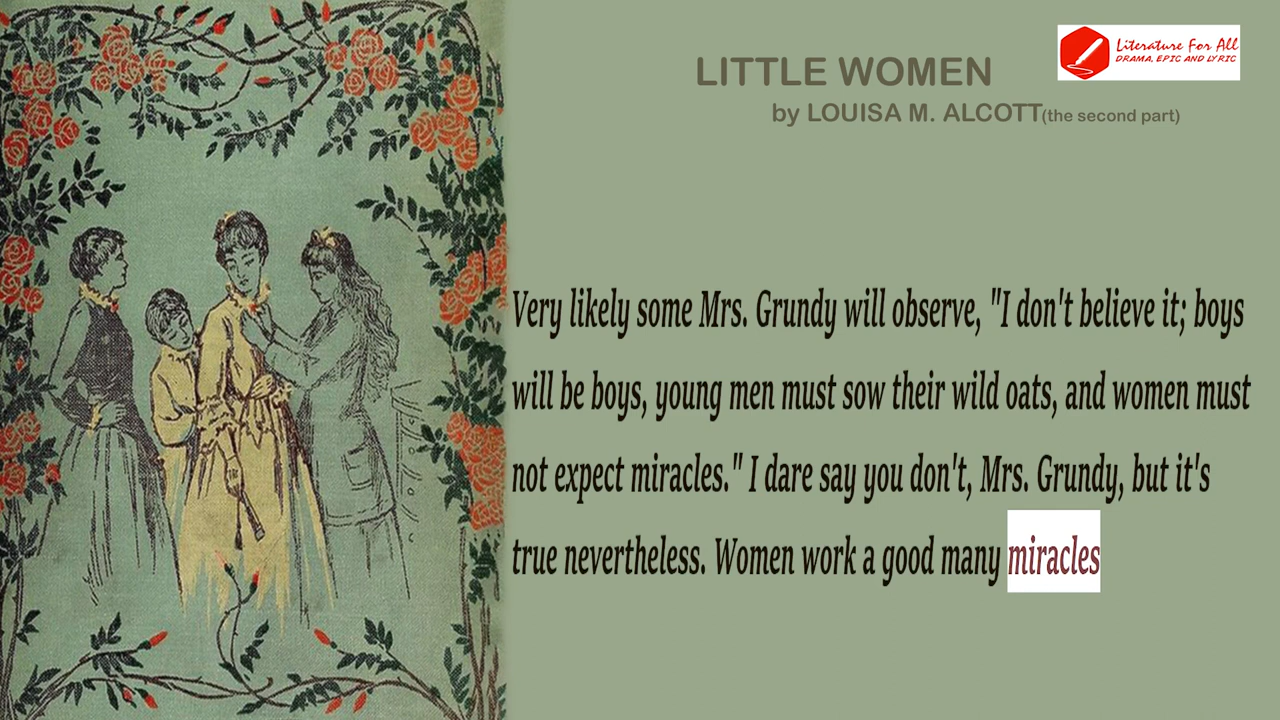 LITTLE WOMEN
by LOUISA M. ALCOTT(the second part)
Literature For All
DRAMA, EPIC AND LYRIC
Very likely some Mrs. Grundy will observe, "I don't believe it; boys
will be boys, young men must sow their wild oats, and women must
not expect miracles." I dare say you don't, Mrs. Grundy, but it's
true nevertheless. Women work a good many miracles